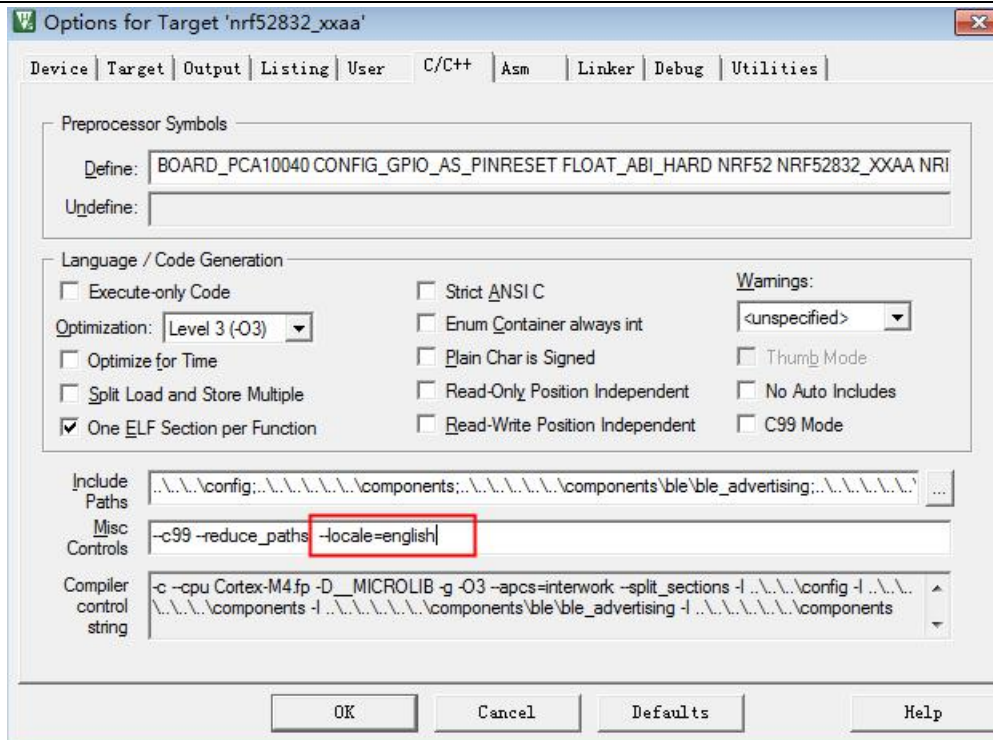 Options for Target 'nrf52832_xxaa'
Device | Target | Output | Listing | User C/C++ Asm | Linker | Debug | Utilities |
Preprocessor Symbols
Define: BOARD_PCA10040 CONFIG_GPIO_AS_PINRESET FLOAT_ABI_HARD NRF52 NRF52832_XXAA NRI
Undefine:
Language / Code Generation
Execute-only Code
Optimization: Level 3 (-O3)
Optimize for Time
Split Load and Store Multiple
One ELF Section per Function
Strict ANSI C
Enum Container always int
Plain Char is Signed
Read-Only Position Independent
Read-Write Position Independent
Warnings:
<unspecified>
Thumb Mode
No Auto Includes
C99 Mode
Include Paths ..\..\..\config;..\..\..\..\..\..\components;..\..\..\..\..\..\components\ble\ble_advertising;..\..\..\..\..\..\ ...
Misc Controls --c99 --reduce_paths --locale=english
Compiler control string -c --cpu Cortex-M4.fp -D__MICROLIB -g -O3 --apcs=interwork --split_sections -I ..\..\..\config -I ..\..\..
\..\..\..\components -I ..\..\..\..\..\..\components\ble\ble_advertising -I ..\..\..\..\..\..\components
OK Cancel Defaults Help